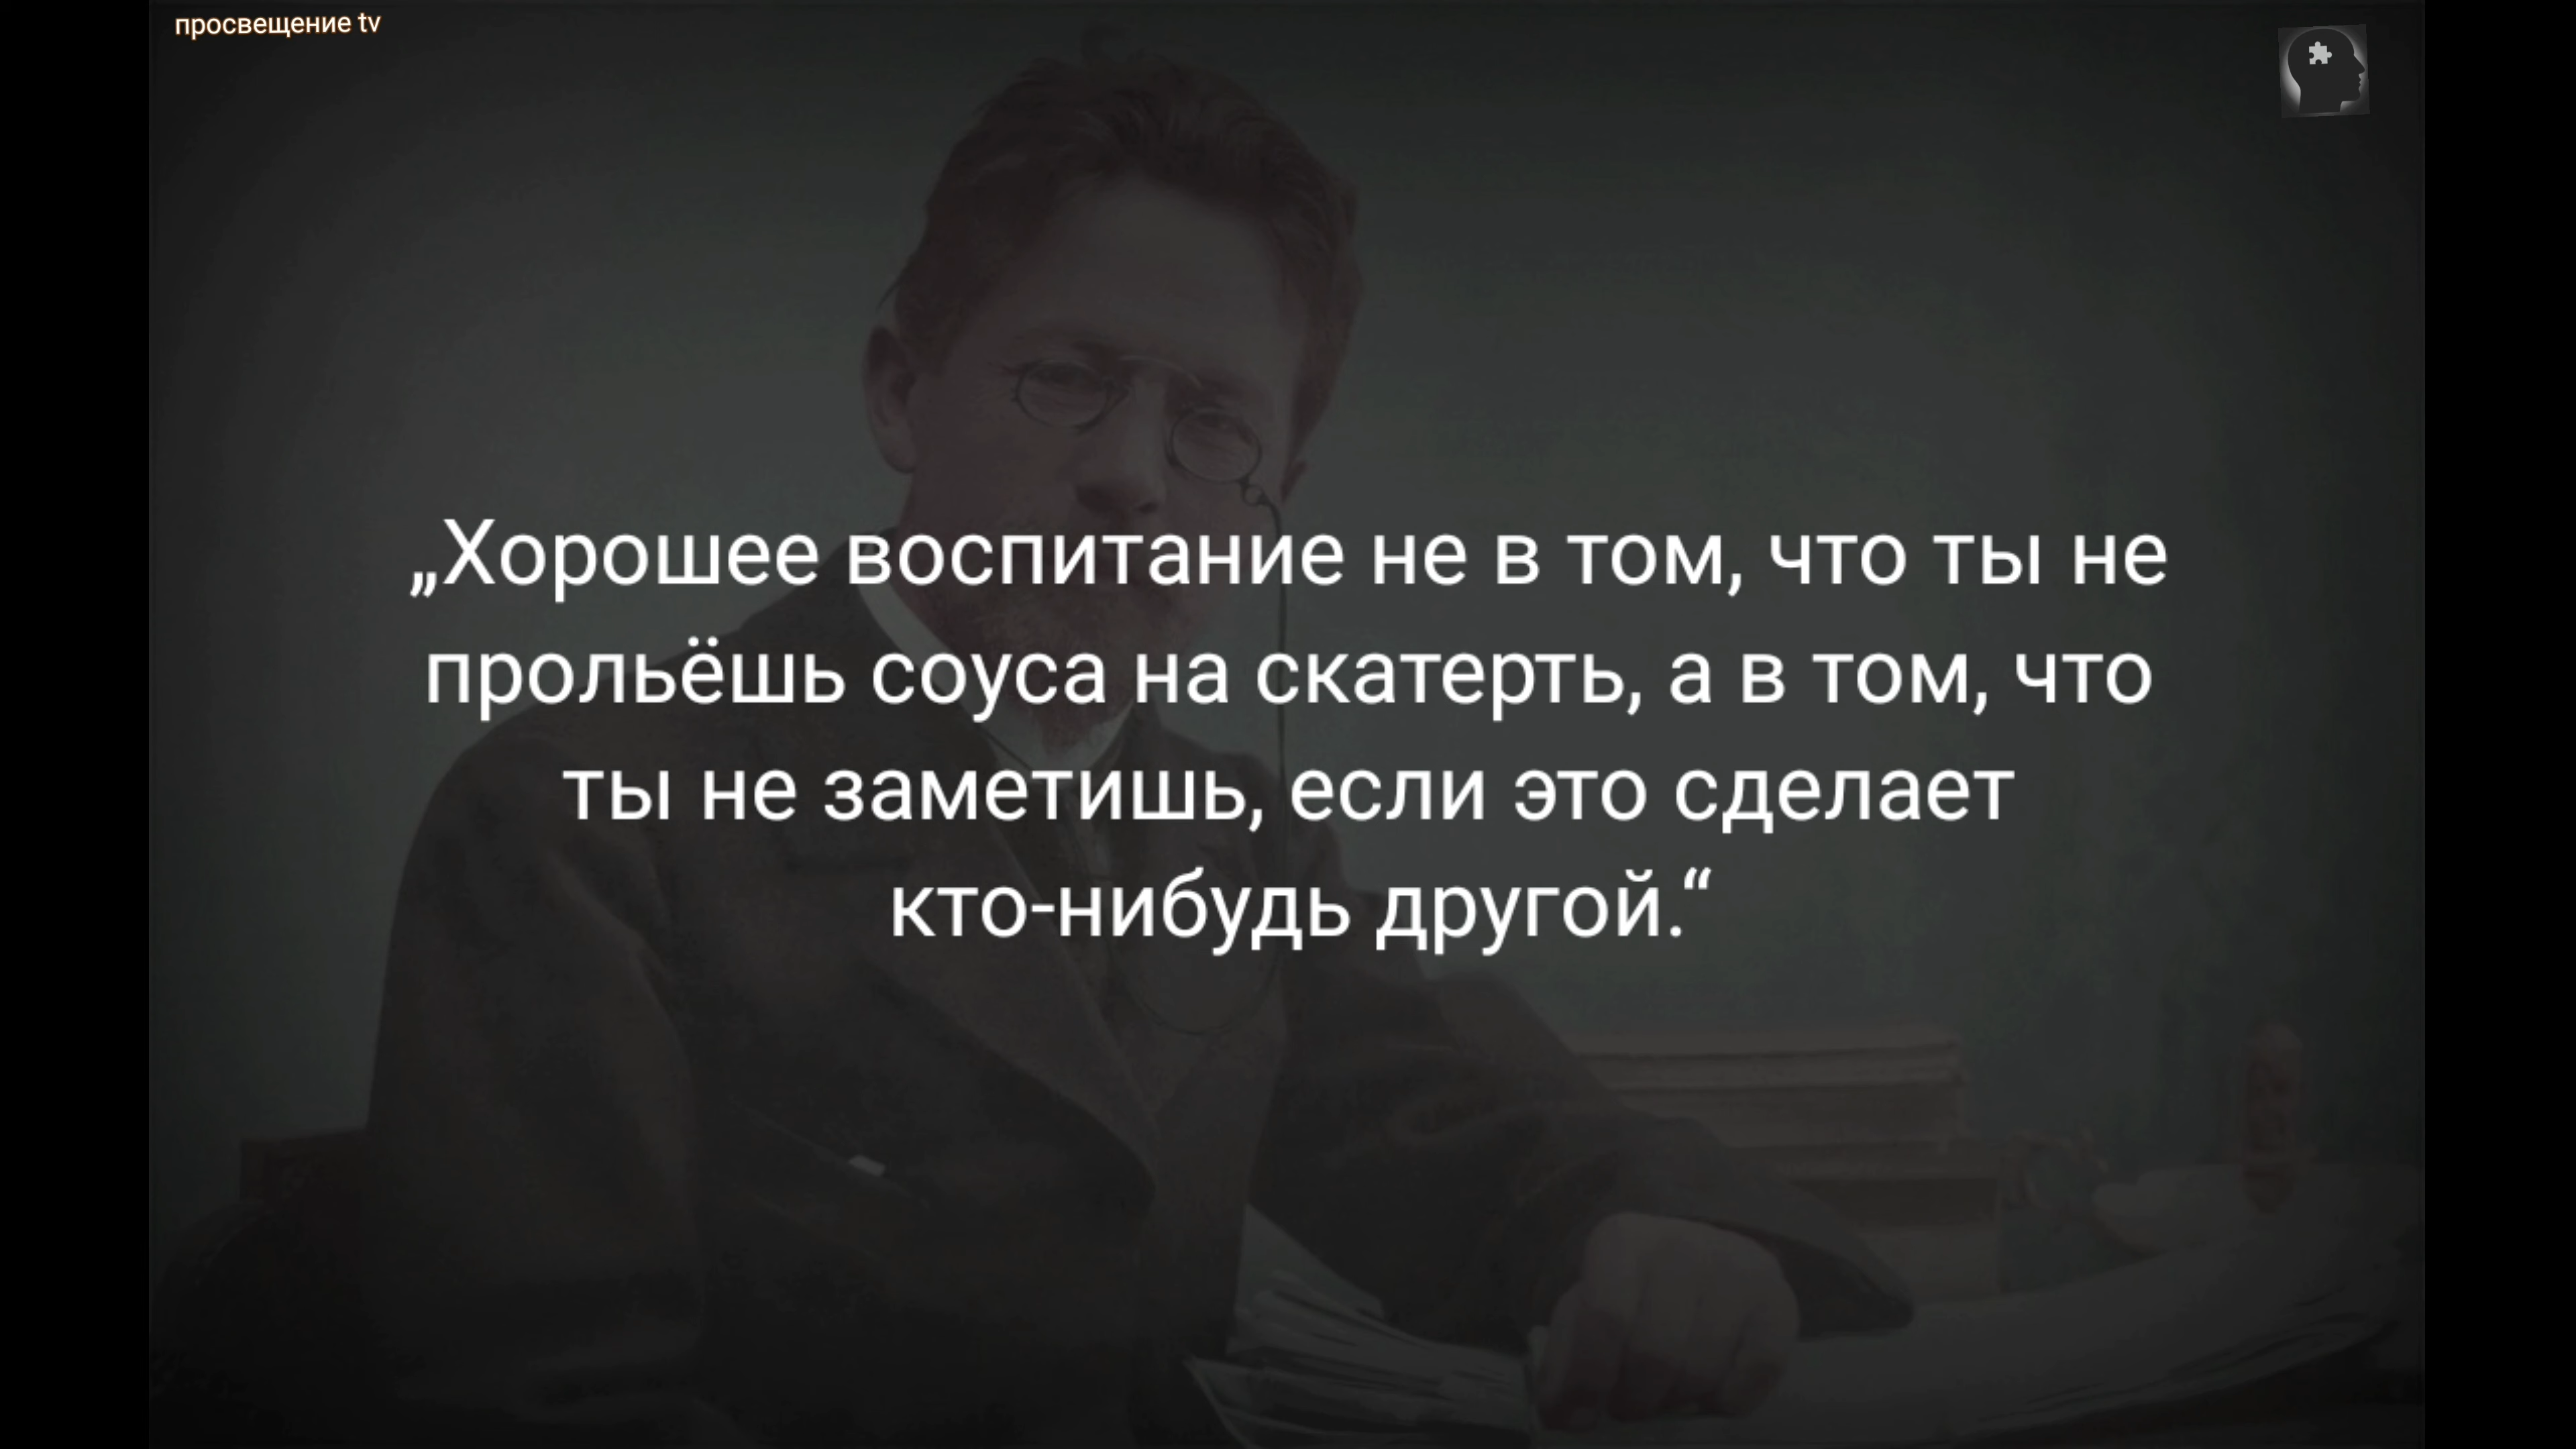 просвещение tv
„Хорошее воспитание не в том, что ты не
прольёшь соуса на скатерть, а в том, что
ты не заметишь, если это сделает
кто-нибудь другой.“